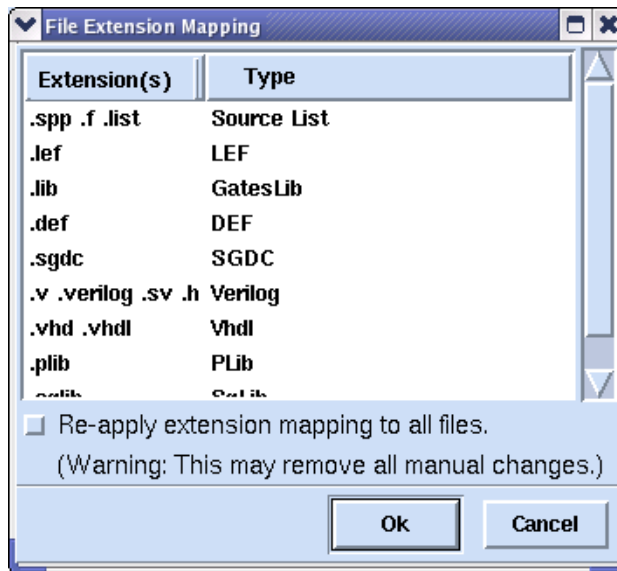 File Extension Mapping
Extension(s) Type
.spp .f .list Source List
.lef LEF
.lib GatesLib
.def DEF
.sgdc SGDC
.v .verilog .sv .h Verilog
.vhd .vhdl Vhdl
.plib PLib
.sglib SgLib
Re-apply extension mapping to all files.
(Warning: This may remove all manual changes.)
Ok Cancel